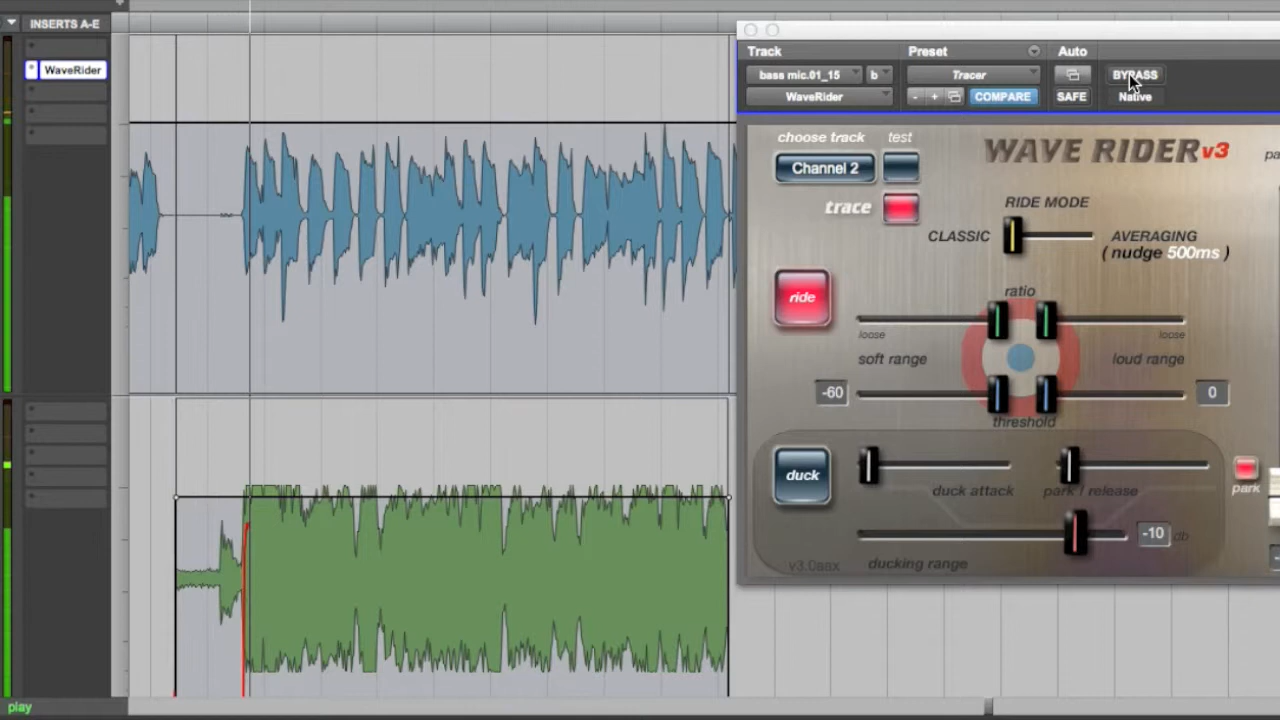 INSERTS A-E
WaveRider
play
Track
Preset
Auto
bass mic.01_15
b
Tracer
BYPASS
WaveRider
- +
COMPARE
SAFE
Native
choose track
test
Channel 2
WAVE RIDER v3
pa
trace
RIDE MODE
CLASSIC
AVERAGING
( nudge 500ms )
ride
ratio
loose
loose
soft range
loud range
-60
0
threshold
duck
duck attack
park / release
park
-10 db
v3.0aax
ducking range